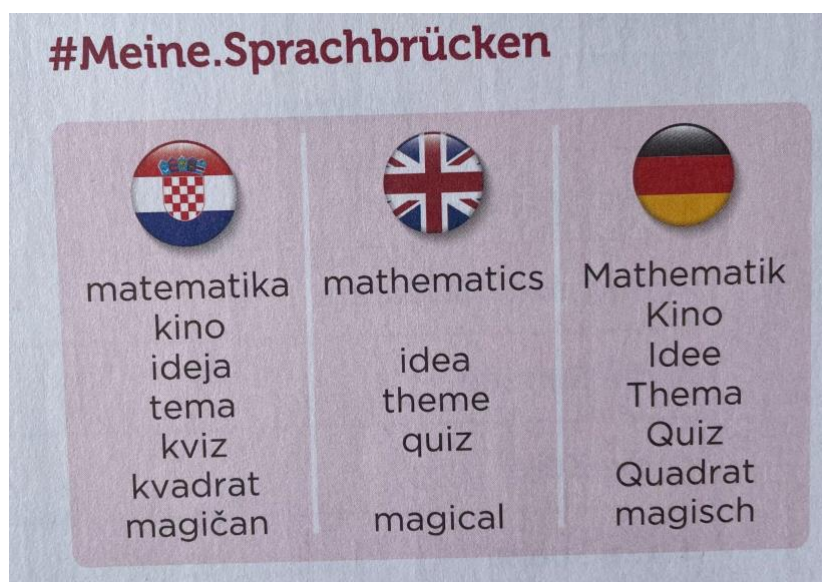 #Meine.Sprachbrücken
matematika mathematics Mathematik
kino Kino
ideja idea Idee
tema theme Thema
kviz quiz Quiz
kvadrat Quadrat
magičan magical magisch